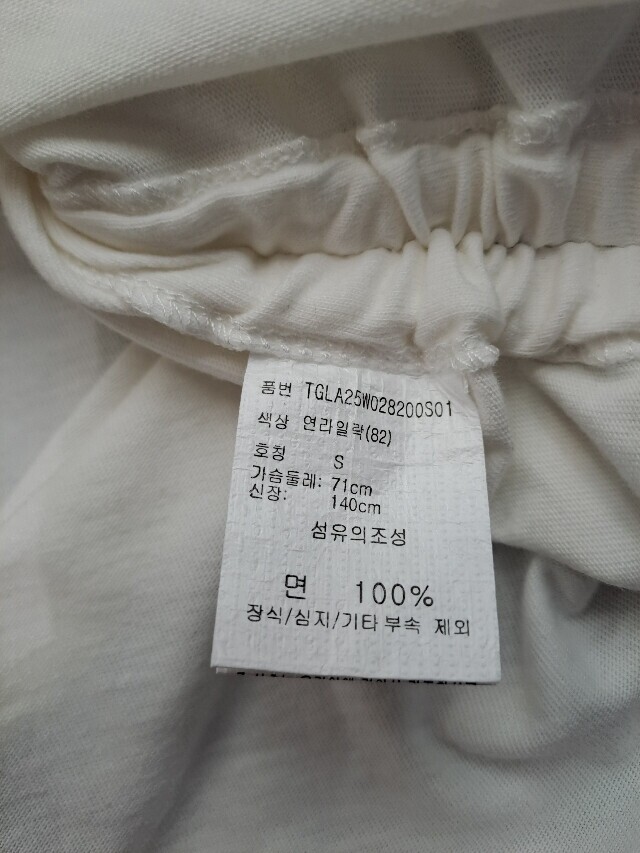 품번 TGLA25W028200S01
색상 연라일락(82)
호칭 S
가슴둘레: 71cm
신장: 140cm
섬유의조성
면 100%
장식/심지/기타 부속 제외